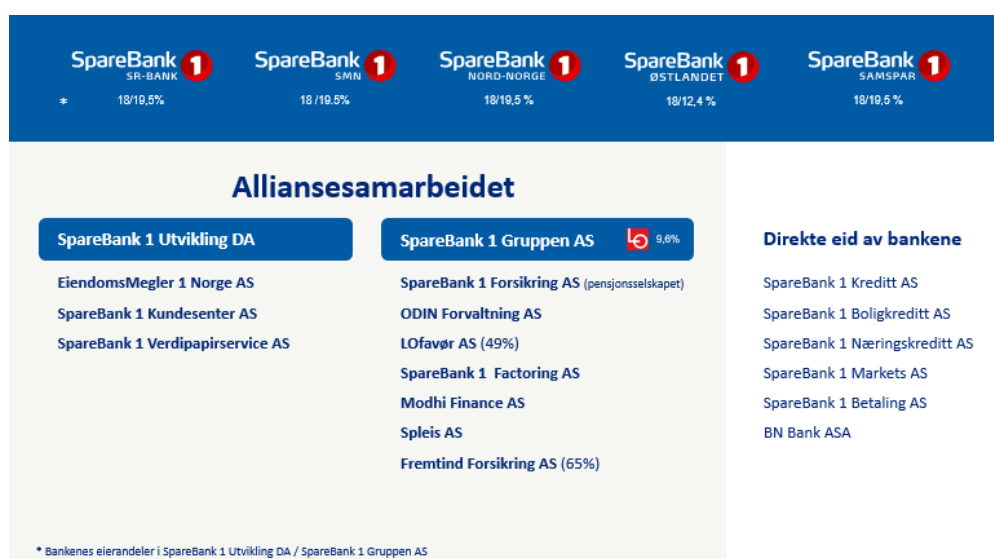 SpareBank 1 SpareBank 1 SpareBank 1 SpareBank 1 SpareBank 1
SR-BANK SMN NORD-NORGE ØSTLANDET SAMSPAR
* 18/19,5% 18 /19.5% 18/19,5 % 18/12,4 % 18/19,5 %
Alliansesamarbeidet
SpareBank 1 Utvikling DA
EiendomsMegler 1 Norge AS
SpareBank 1 Kundesenter AS
SpareBank 1 Verdipapirservice AS
SpareBank 1 Gruppen AS LO 9,6%
SpareBank 1 Forsikring AS (pensjonsselskapet)
ODIN Forvaltning AS
LOfavør AS (49%)
SpareBank 1 Factoring AS
Modhi Finance AS
Spleis AS
Fremtind Forsikring AS (65%)
Direkte eid av bankene
SpareBank 1 Kreditt AS
SpareBank 1 Boligkreditt AS
SpareBank 1 Næringskreditt AS
SpareBank 1 Markets AS
SpareBank 1 Betaling AS
BN Bank ASA
* Bankenes eierandeler i SpareBank 1 Utvikling DA / SpareBank 1 Gruppen AS